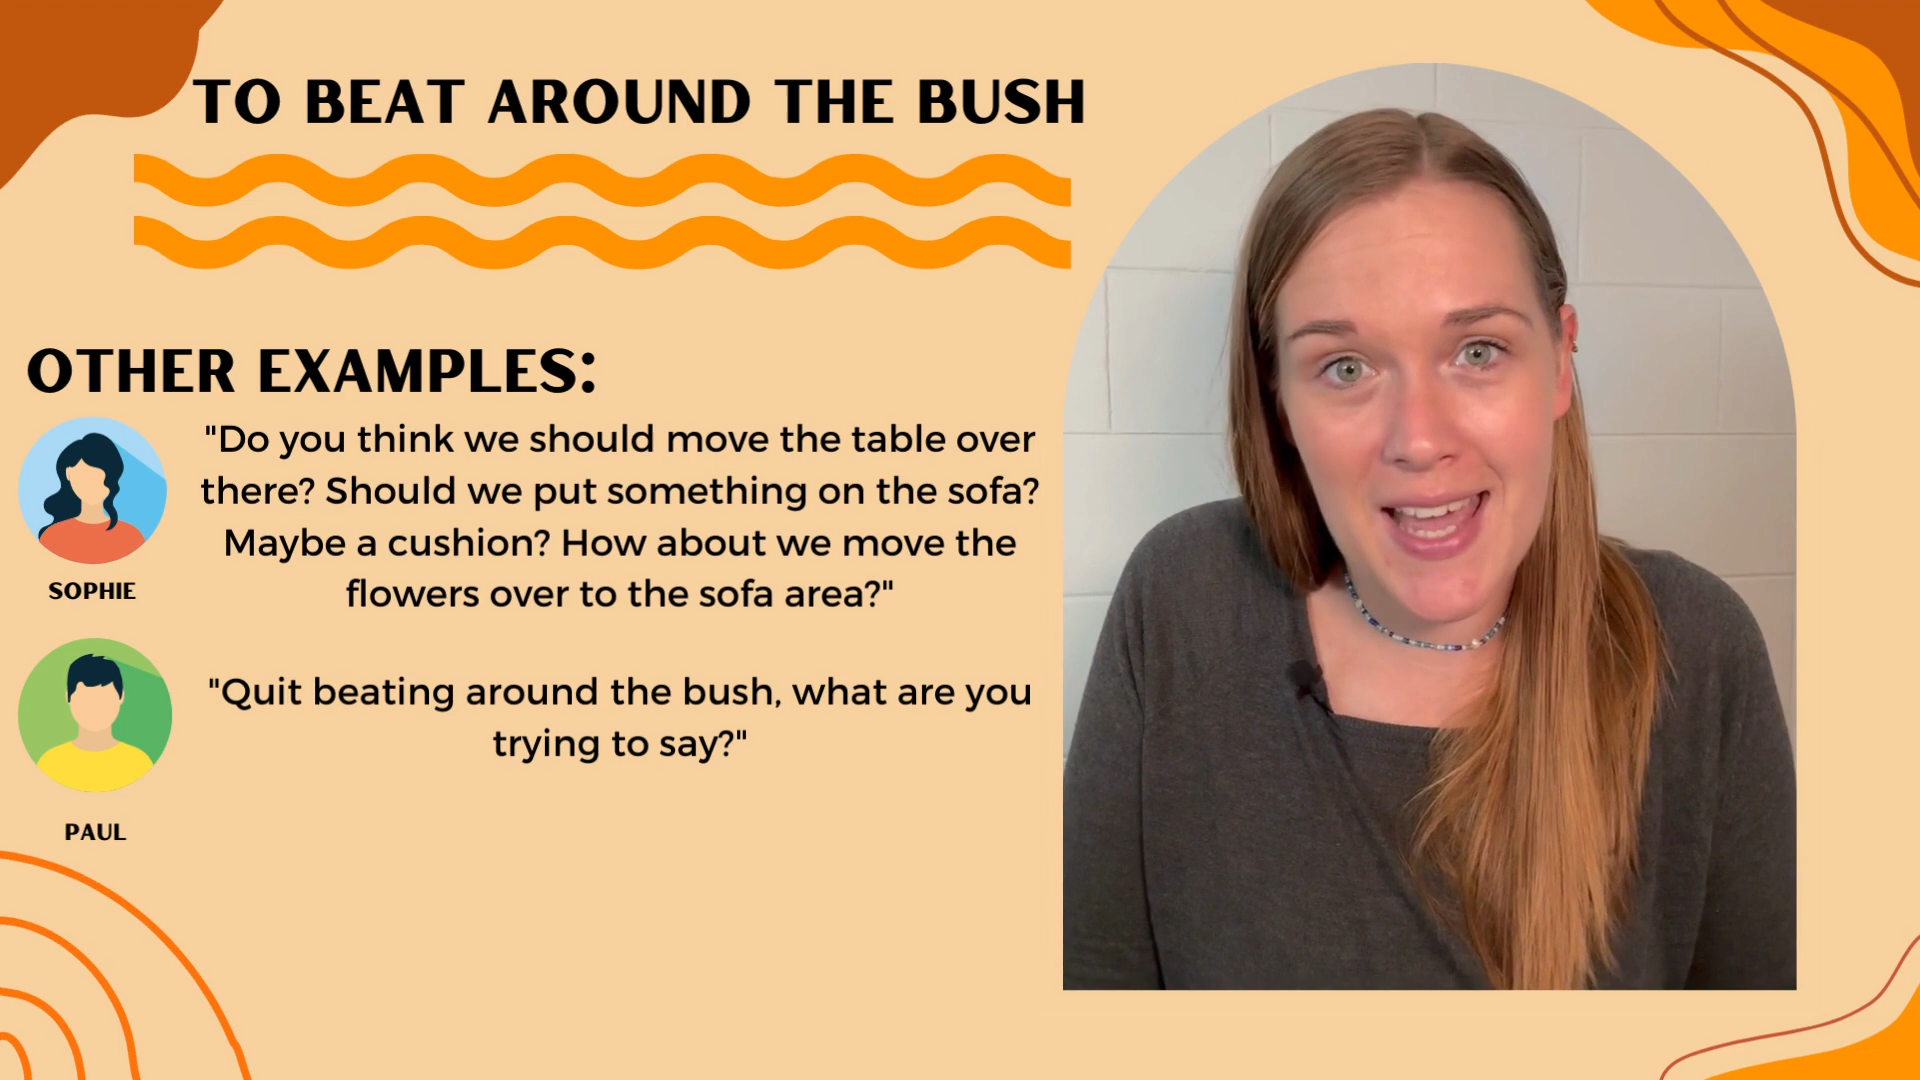 TO BEAT AROUND THE BUSH
OTHER EXAMPLES:
"Do you think we should move the table over
there? Should we put something on the sofa?
Maybe a cushion? How about we move the
flowers over to the sofa area?"
SOPHIE
"Quit beating around the bush, what are you
trying to say?"
PAUL